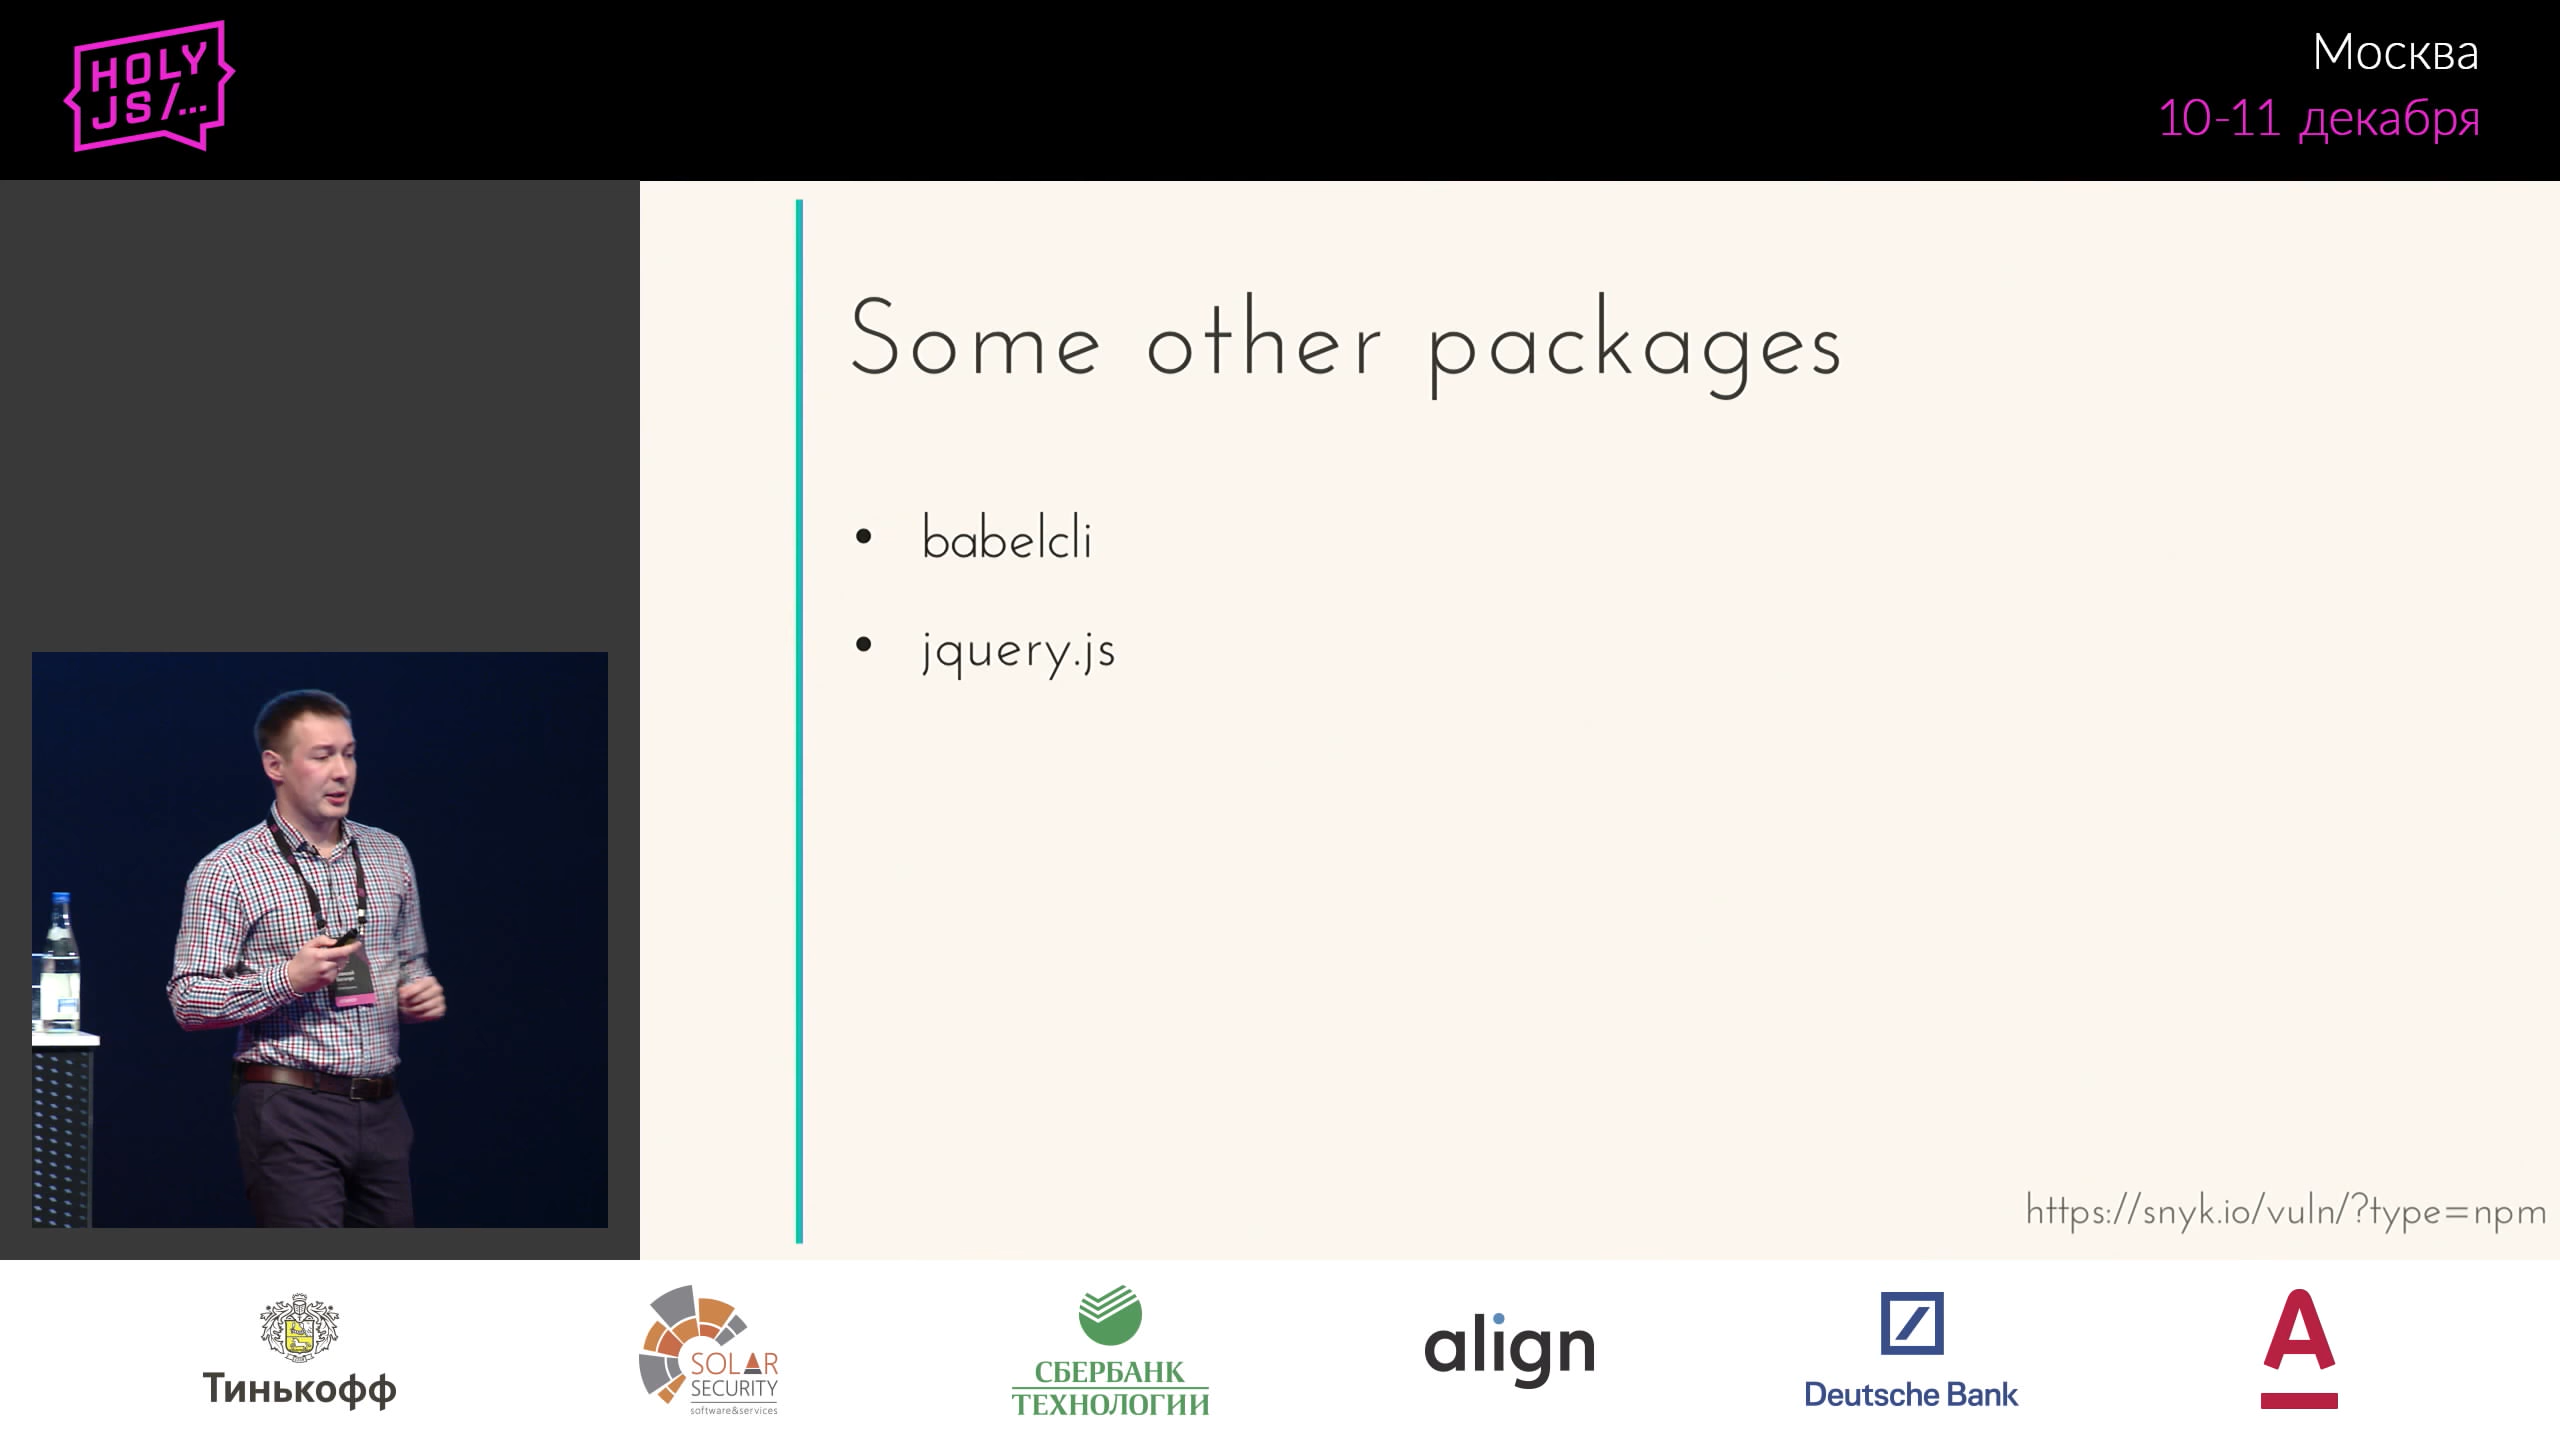 HOLY
JS/...
Москва
10-11 декабря
Some other packages
• babelcli
• jquery.js
https://snyk.io/vuln/?type=npm
Тинькофф
SOLAR
SECURITY
software&services
СБЕРБАНК
ТЕХНОЛОГИИ
align
Deutsche Bank
А